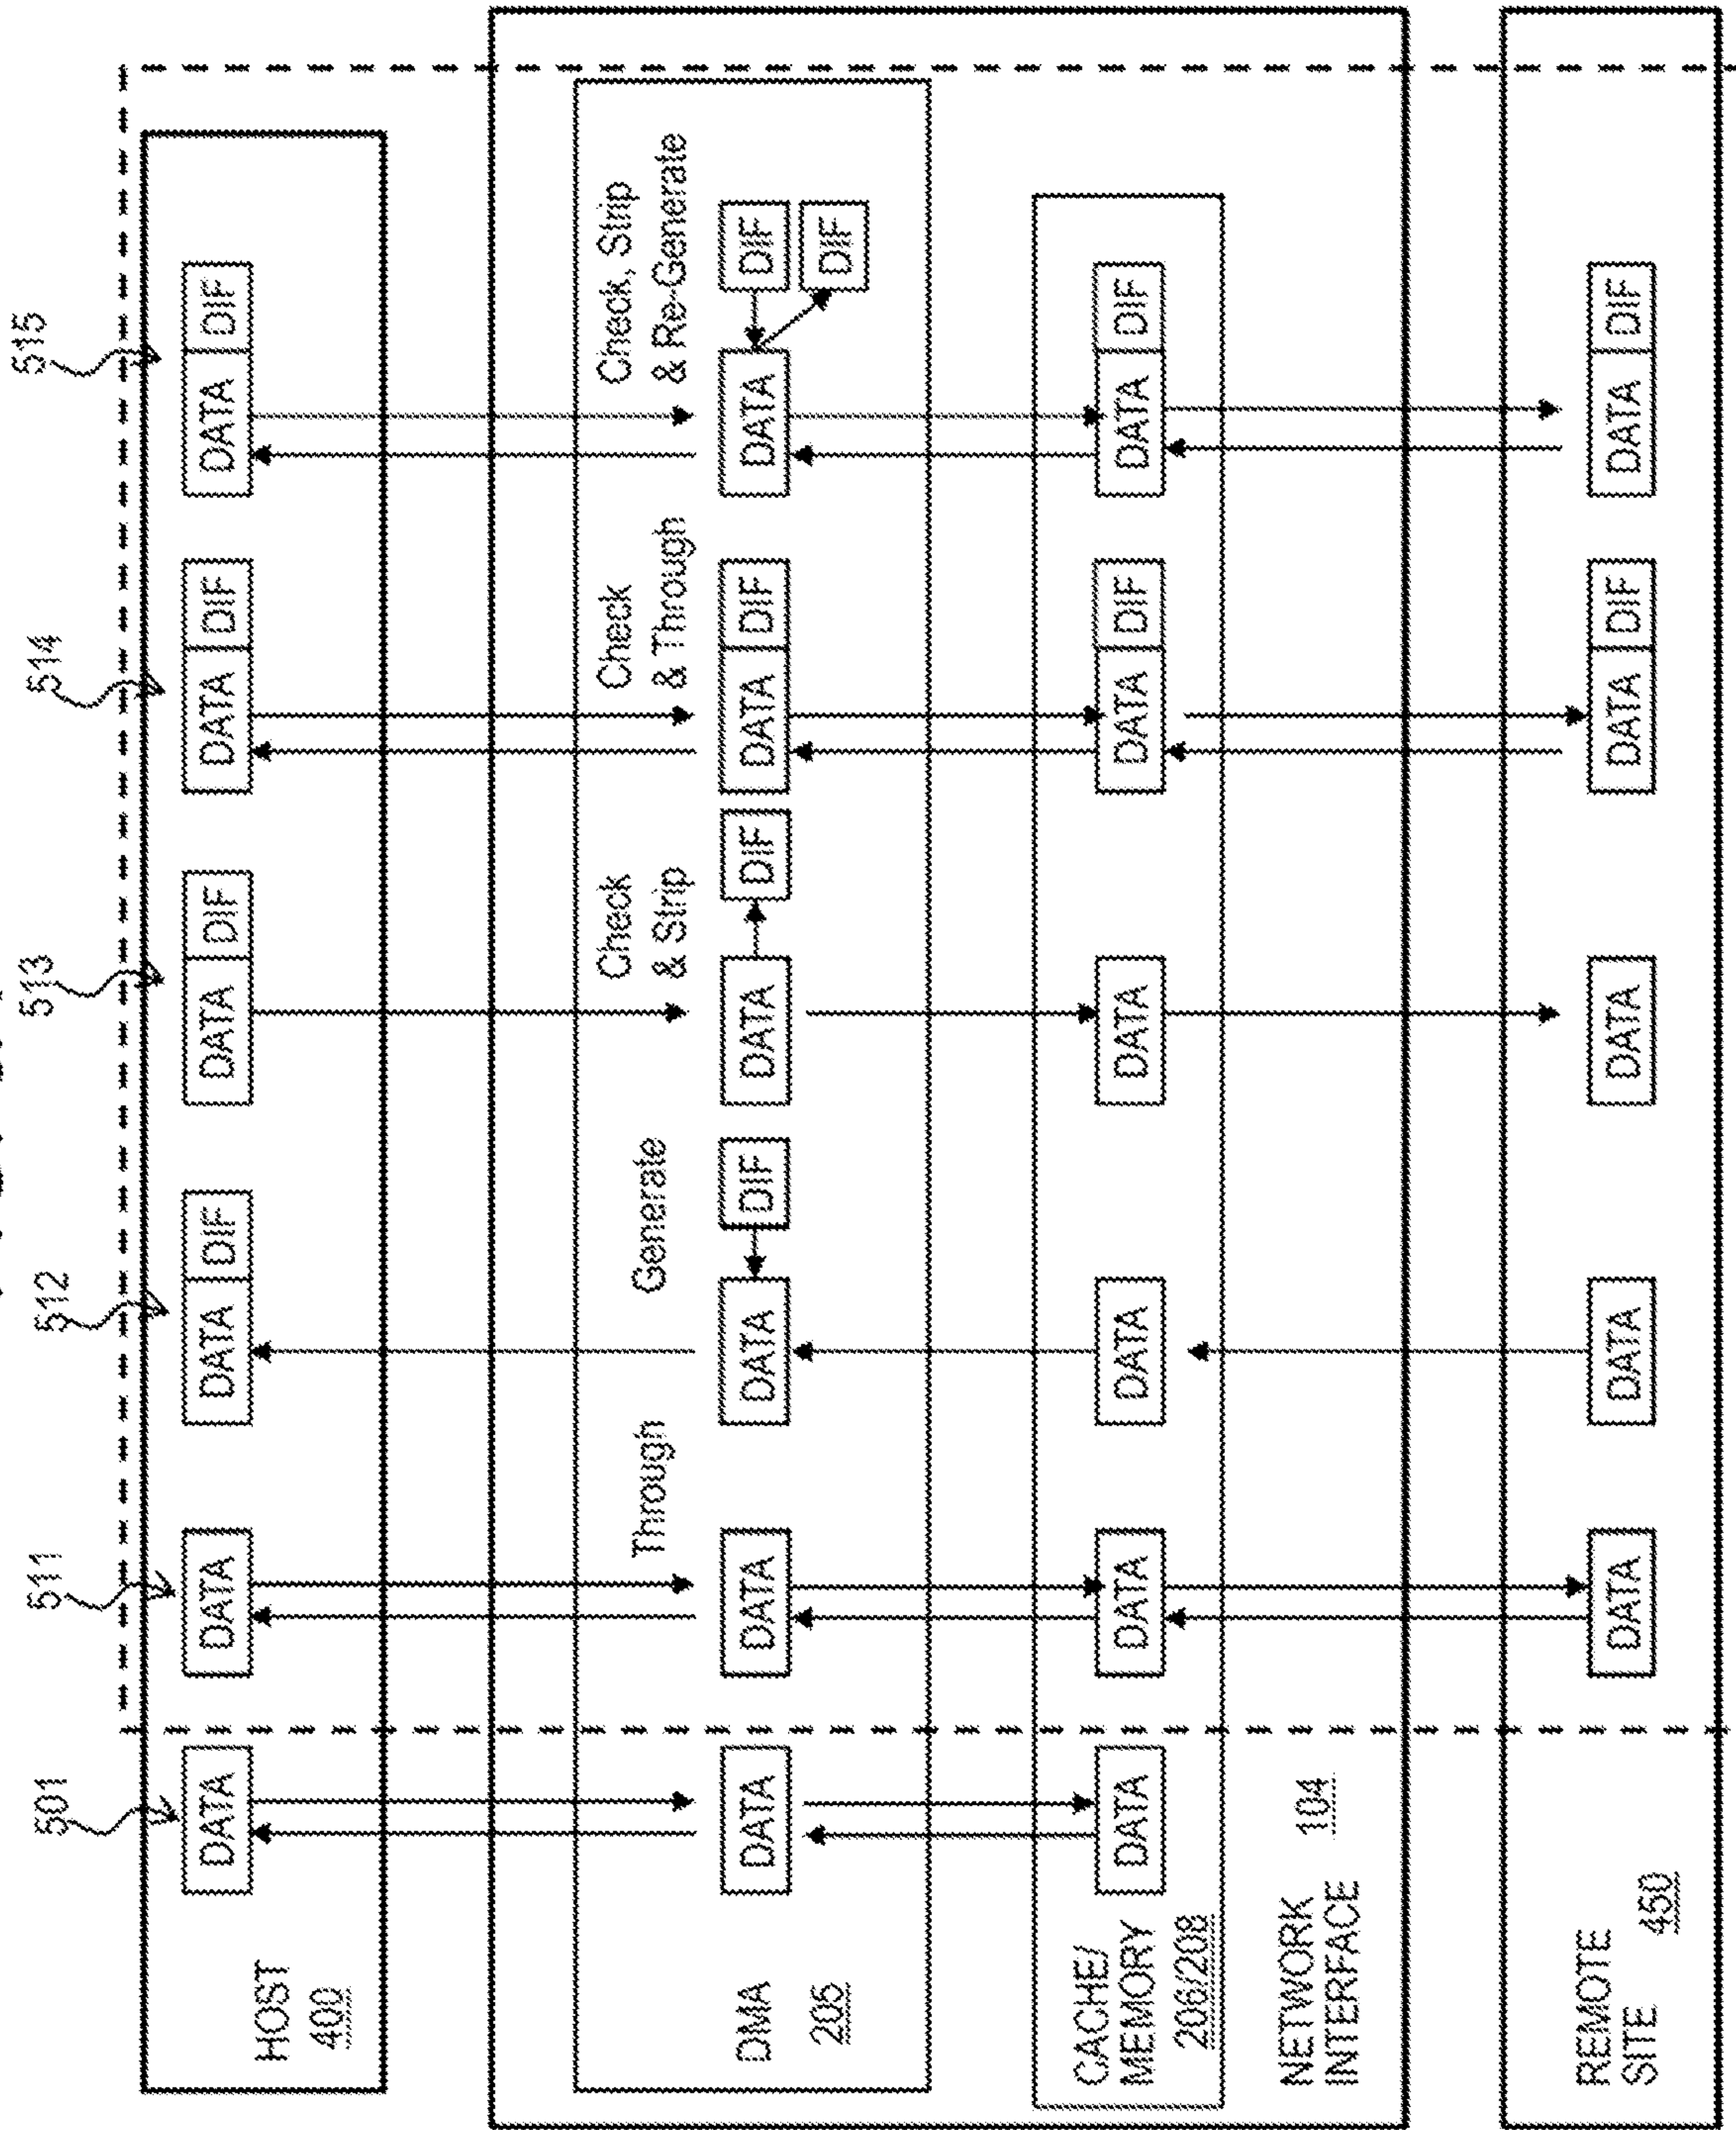 501 511 512 513 514 515
DATA DATA DATA DIF DATA DIF DATA DIF DATA DIF
HOST
400
Through
Generate
Check
& Strip
Check
& Through
Check, Strip
& Re-Generate
DMA
205
DATA DATA DATA DIF DATA DIF DATA DIF DATA DIF
DIF
CACHE/
MEMORY
206/208
DATA DATA DATA DATA DATA DIF DATA DIF
NETWORK
INTERFACE
104
REMOTE
SITE
450
DATA DATA DATA DATA DIF DATA DIF